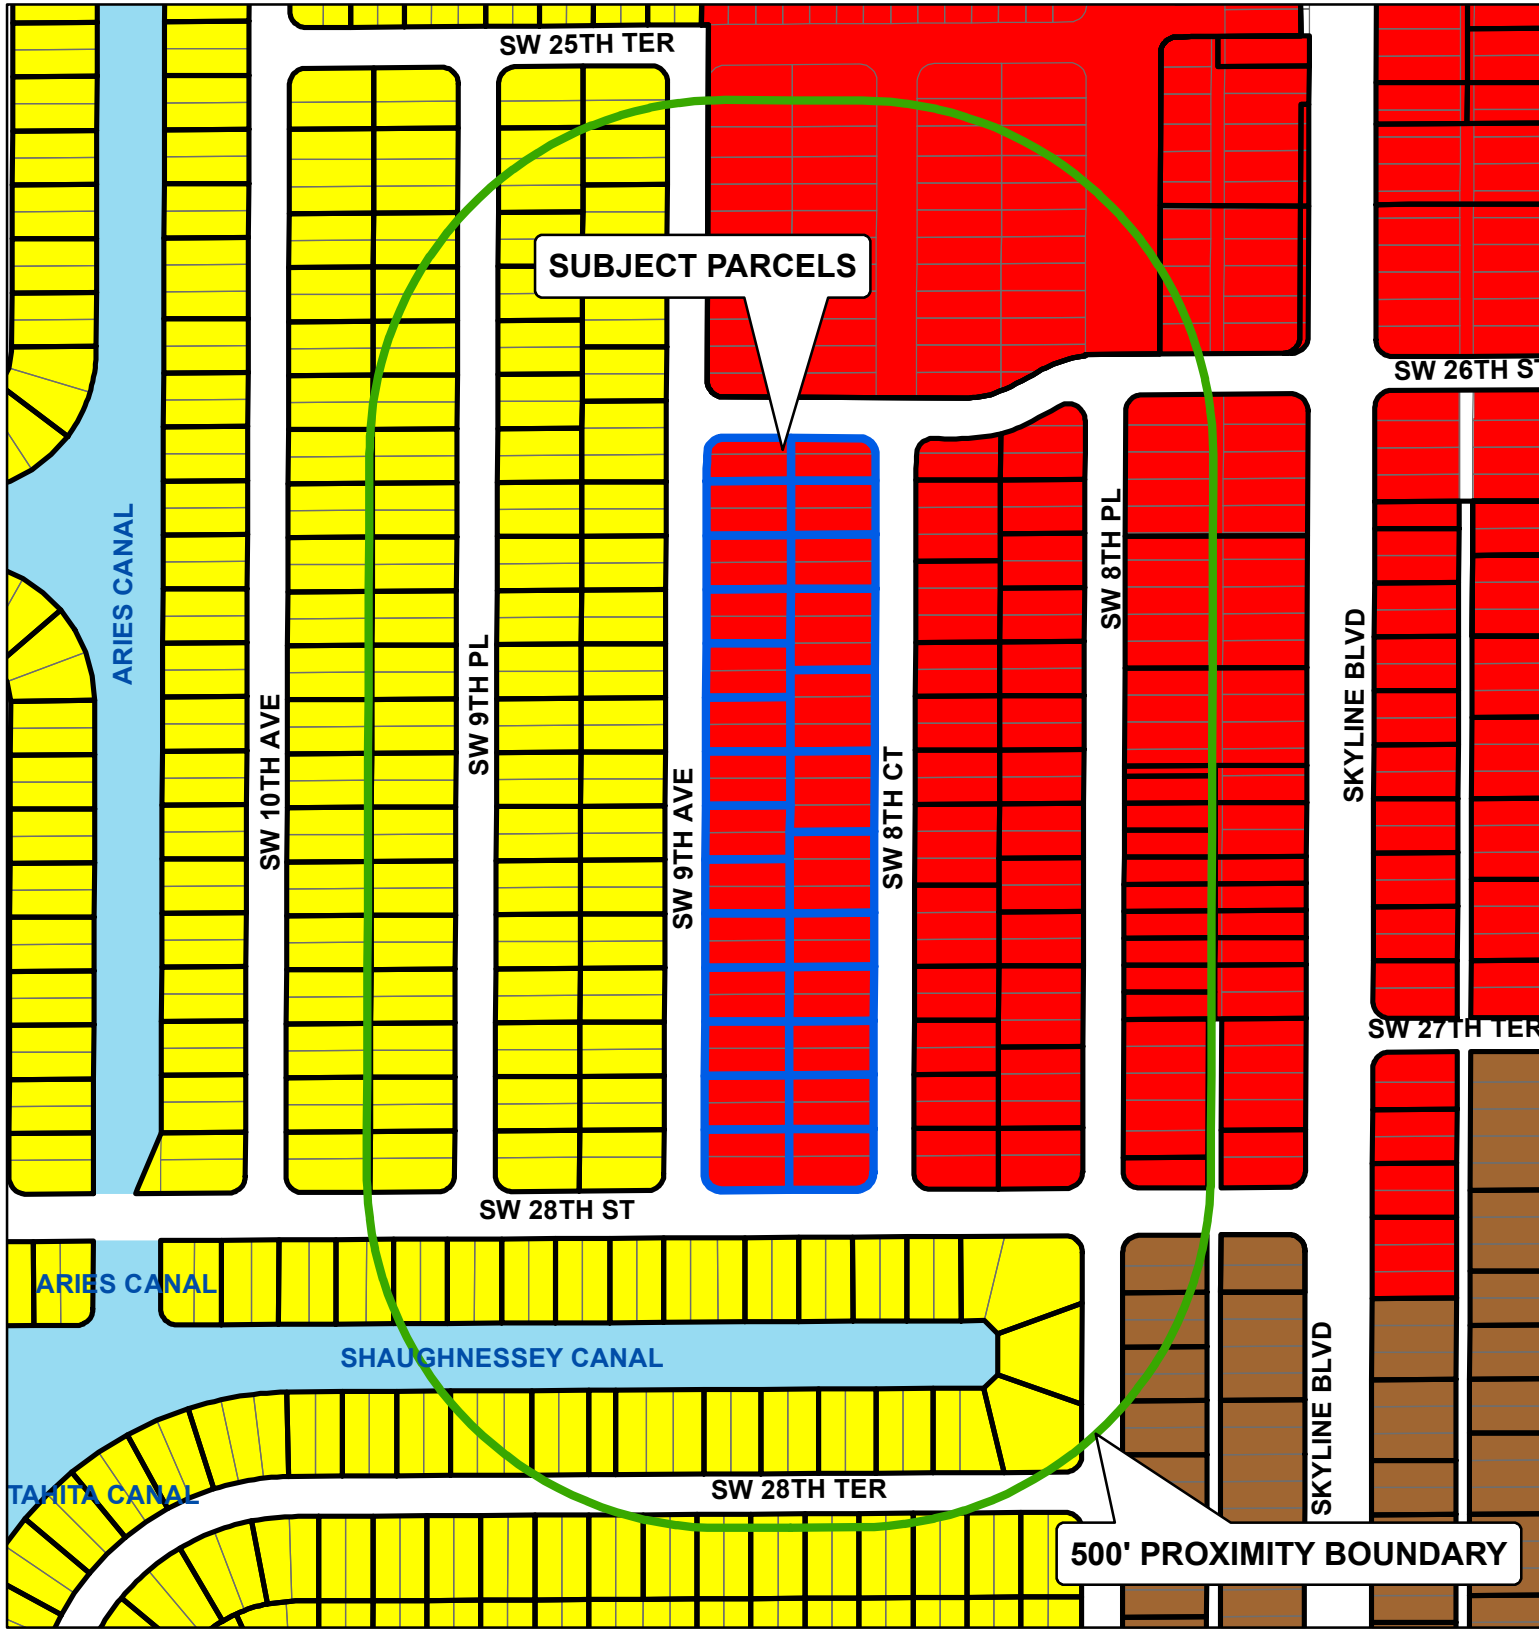 SW 25TH TER
SUBJECT PARCELS
SW 26TH ST
ARIES CANAL
SW 8TH PL
SKYLINE BLVD
SW 9TH PL
SW 10TH AVE
SW 9TH AVE
SW 8TH CT
SW 27TH TER
SW 28TH ST
ARIES CANAL
SHAUGHNESSEY CANAL
SKYLINE BLVD
TAHITA CANAL
SW 28TH TER
500' PROXIMITY BOUNDARY